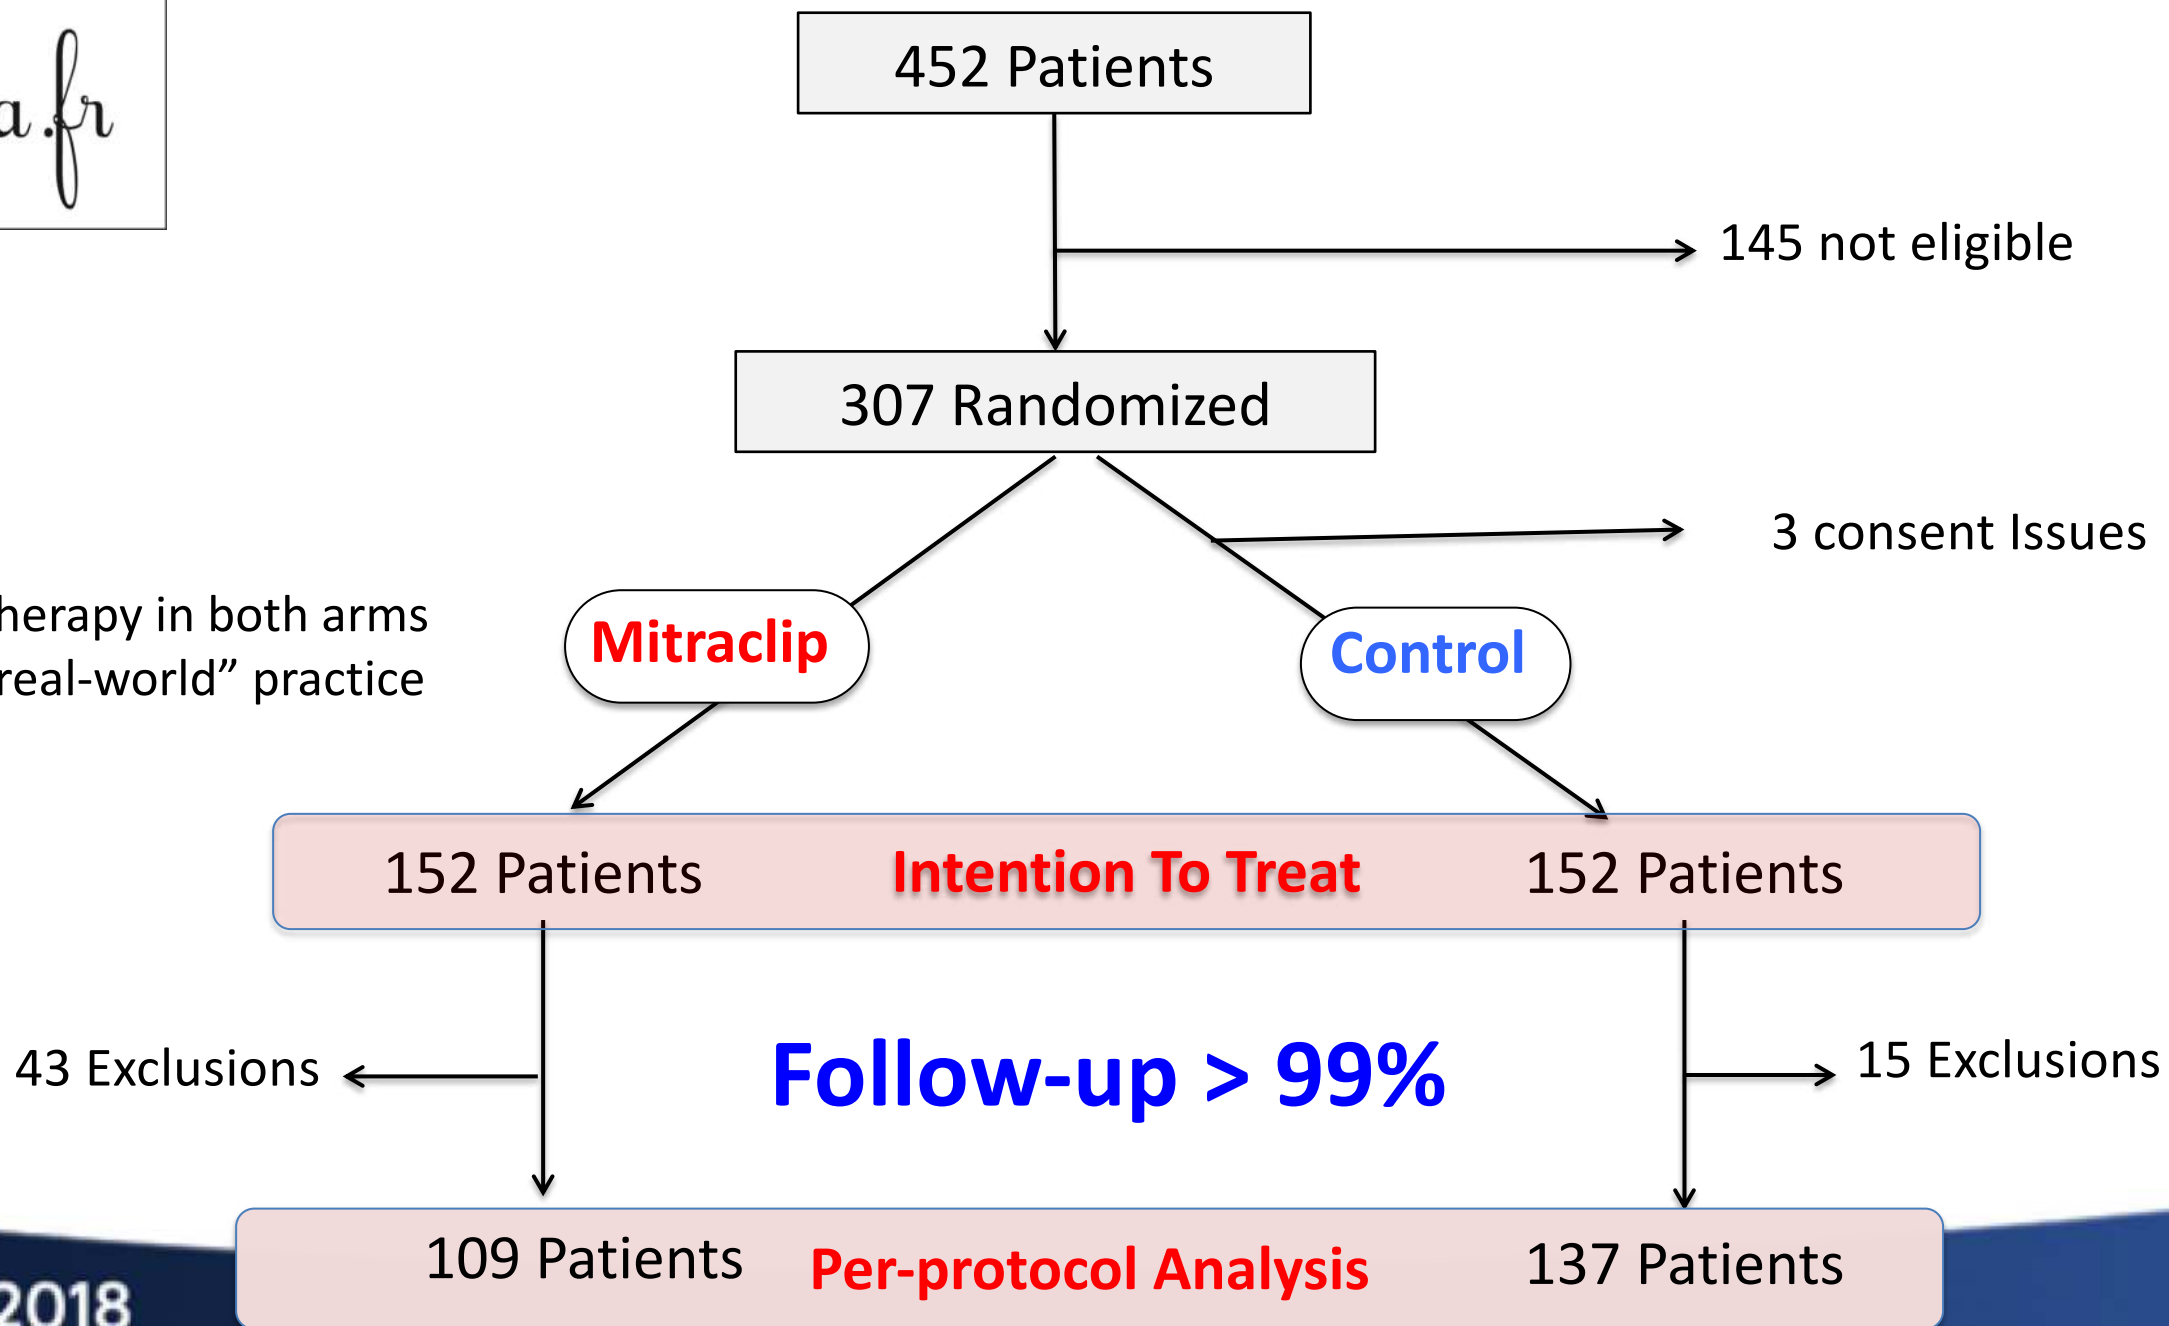 a.fr
452 Patients
145 not eligible
307 Randomized
3 consent Issues
herapy in both arms
real-world” practice
Mitraclip
Control
152 Patients
Intention To Treat
152 Patients
43 Exclusions
Follow-up > 99%
15 Exclusions
109 Patients
Per-protocol Analysis
137 Patients
2018